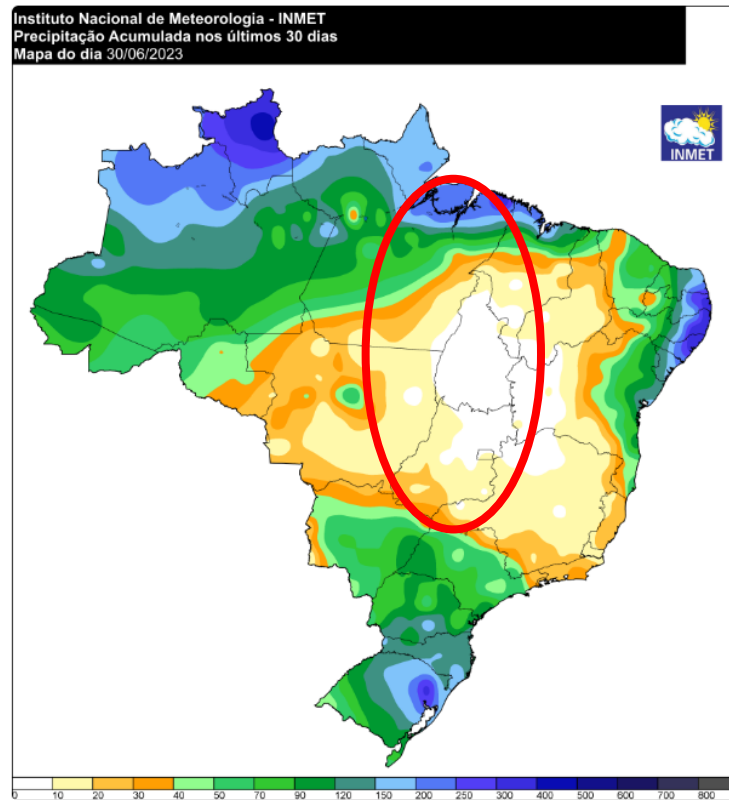 Instituto Nacional de Meteorologia - INMET
Precipitação Acumulada nos últimos 30 dias
Mapa do dia 30/06/2023
INMET
0 10 20 30 40 50 70 90 120 150 200 250 300 400 500 600 700 800